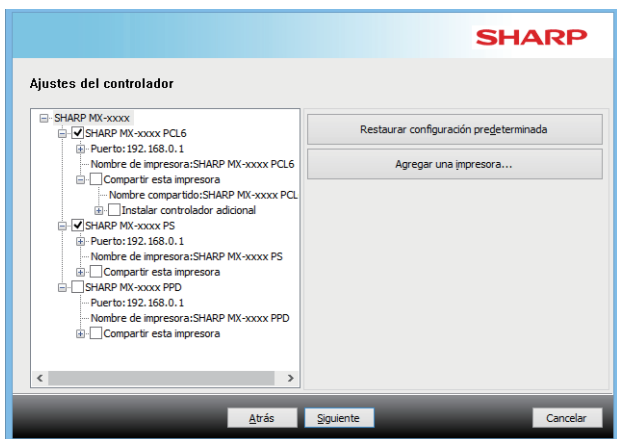 SHARP
Ajustes del controlador
SHARP MX-xxxx
SHARP MX-xxxx PCL6
Puerto:192.168.0.1
Nombre de impresora:SHARP MX-xxxx PCL6
Compartir esta impresora
Nombre compartido:SHARP MX-xxxx PCL
Instalar controlador adicional
SHARP MX-xxxx PS
Puerto:192.168.0.1
Nombre de impresora:SHARP MX-xxxx PS
Compartir esta impresora
SHARP MX-xxxx PPD
Puerto:192.168.0.1
Nombre de impresora:SHARP MX-xxxx PPD
Compartir esta impresora
Restaurar configuración predeterminada
Agregar una impresora...
Atrás
Siguiente
Cancelar